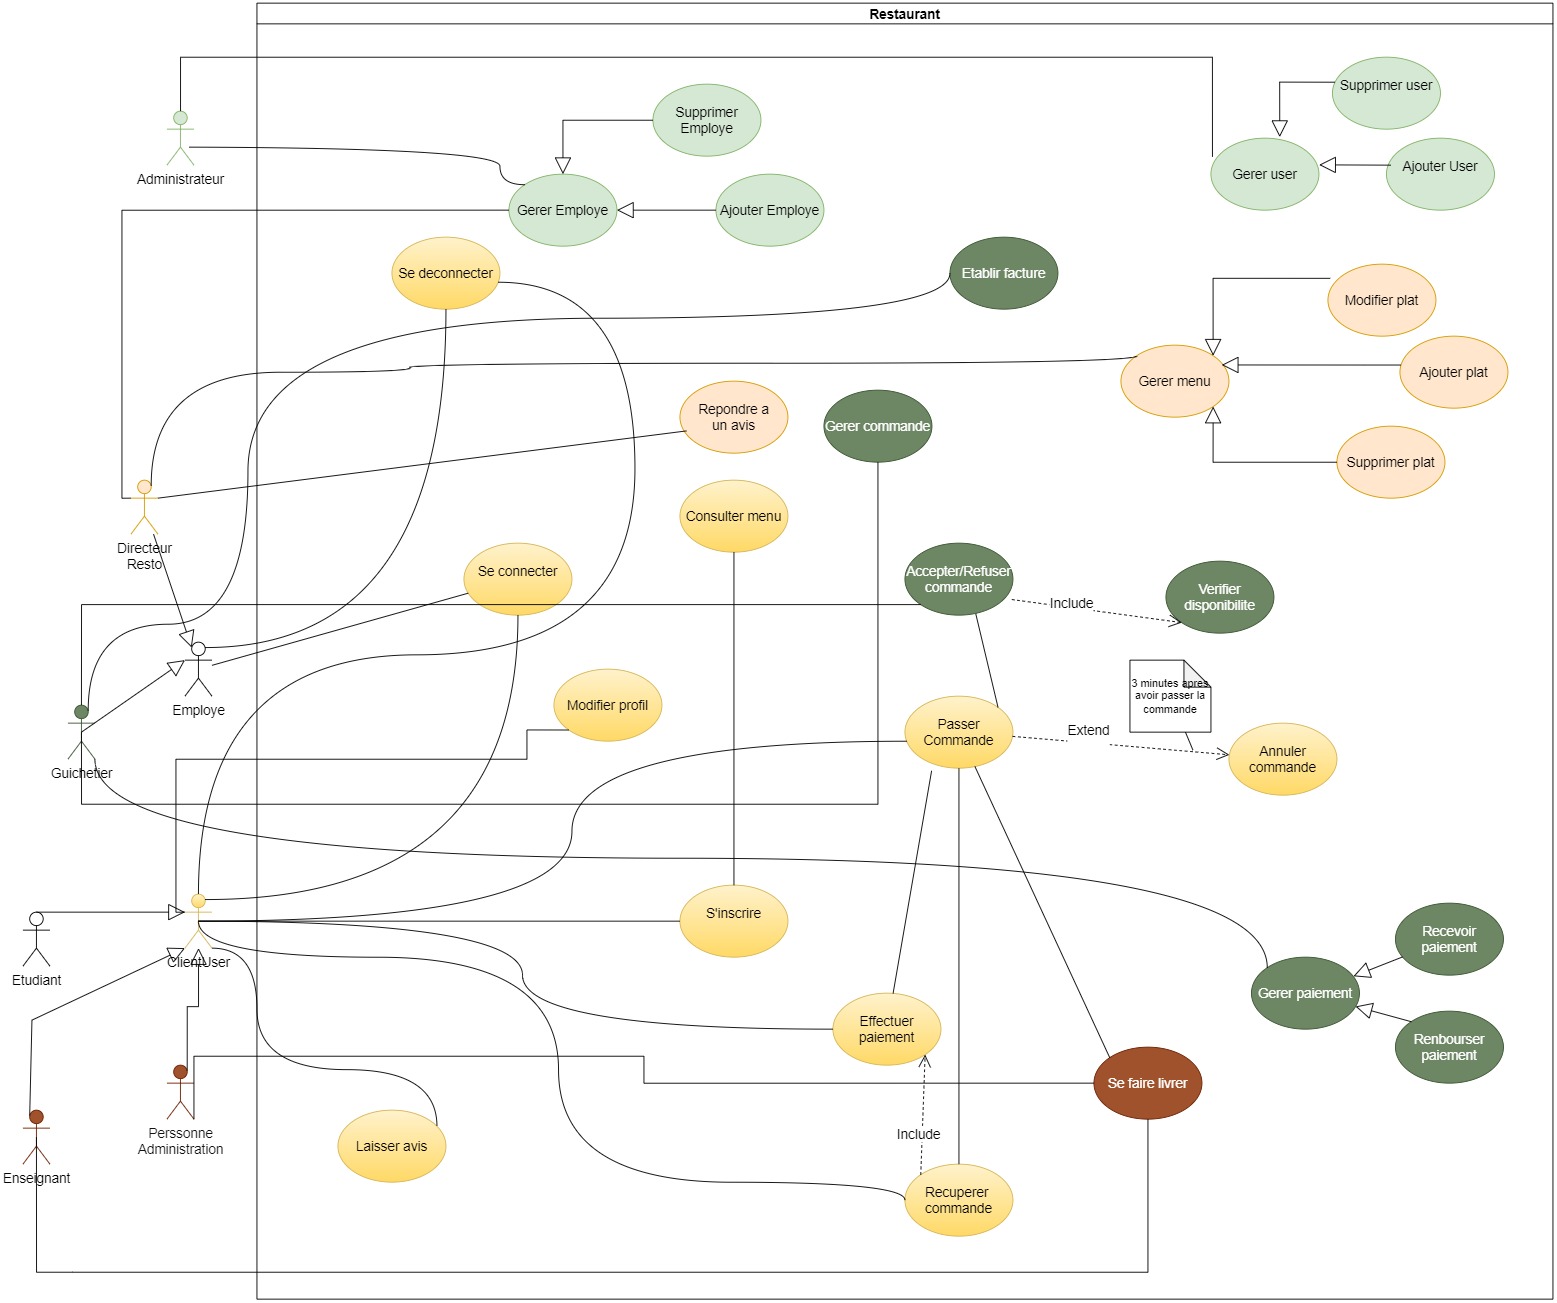 Restaurant
Supprimer user
Supprimer
Employe
Administrateur
Gerer user
Ajouter User
Gerer Employe
Ajouter Employe
Se deconnecter
Etablir facture
Modifier plat
Gerer menu
Ajouter plat
Repondre a
un avis
Gerer commande
Supprimer plat
Consulter menu
Directeur
Resto
Se connecter
Accepter/Refuser
commande
Include
Verifier
disponibilite
Employe
Modifier profil
3 minutes apres
avoir passer la
commande
Passer
Commande
Extend
Annuler
commande
Guichetier
S'inscrire
Recevoir
paiement
ClientUser
Etudiant
Gerer paiement
Effectuer
paiement
Renbourser
paiement
Se faire livrer
Perssonne
Administration
Include
Laisser avis
Enseignant
Recuperer
commande